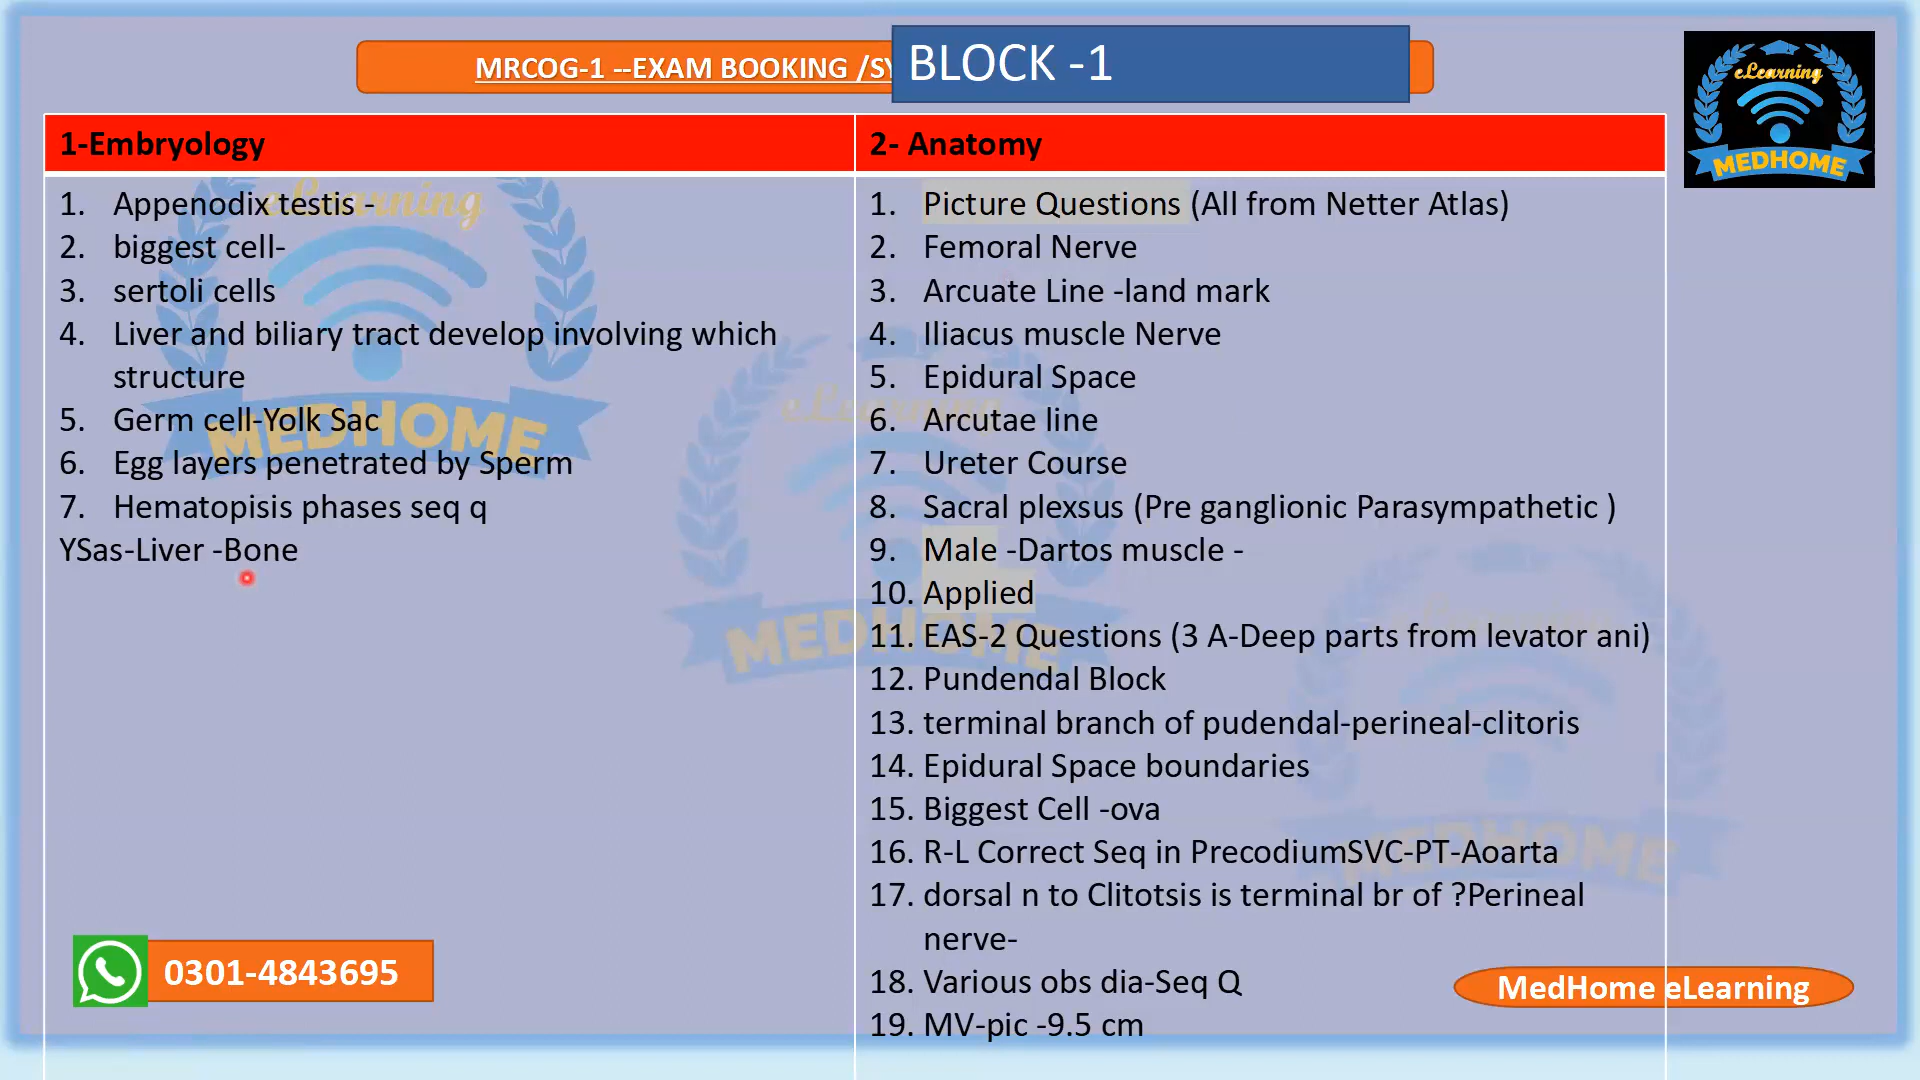 MRCOG-1 --EXAM BOOKING /SY
BLOCK -1
eLearning
MEDHOME
1-Embryology
1. Appenodix testis -
2. biggest cell-
3. sertoli cells
4. Liver and biliary tract develop involving which
structure
5. Germ cell-Yolk Sac
6. Egg layers penetrated by Sperm
7. Hematopisis phases seq q
YSas-Liver -Bone
2- Anatomy
1. Picture Questions (All from Netter Atlas)
2. Femoral Nerve
3. Arcuate Line -land mark
4. Iliacus muscle Nerve
5. Epidural Space
6. Arcutae line
7. Ureter Course
8. Sacral plexsus (Pre ganglionic Parasympathetic )
9. Male -Dartos muscle -
10. Applied
11. EAS-2 Questions (3 A-Deep parts from levator ani)
12. Pundendal Block
13. terminal branch of pudendal-perineal-clitoris
14. Epidural Space boundaries
15. Biggest Cell -ova
16. R-L Correct Seq in PrecodiumSVC-PT-Aoarta
17. dorsal n to Clitotsis is terminal br of ?Perineal
nerve-
18. Various obs dia-Seq Q
19. MV-pic -9.5 cm
eLearning
MEDHOME
eLearning
MEDHOME
eLearning
MEDHOME
0301-4843695
MedHome eLearning